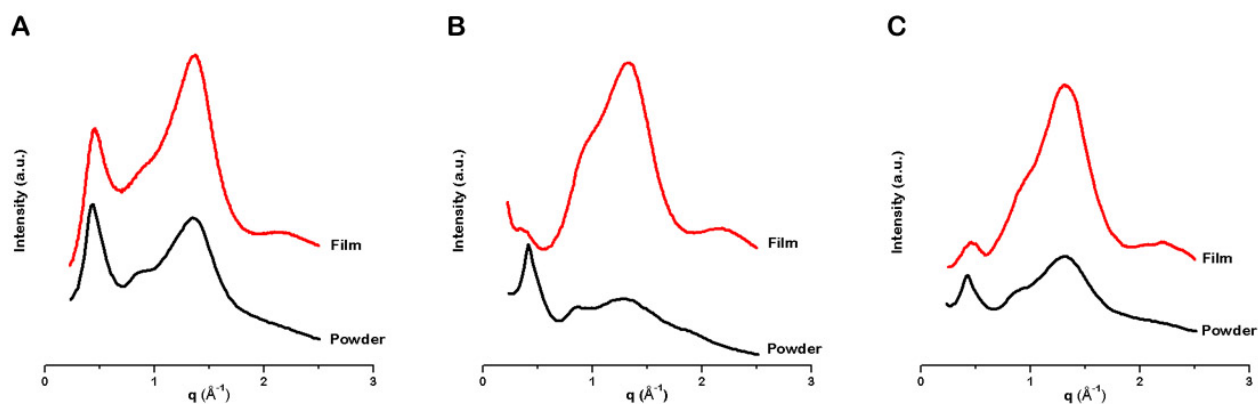 A
Intensity (a.u.)
Film
Powder
0 1 2 3
q (Å⁻¹)
B
Intensity (a.u.)
Film
Powder
0 1 2 3
q (Å⁻¹)
C
Intensity (a.u.)
Film
Powder
0 1 2 3
q (Å⁻¹)